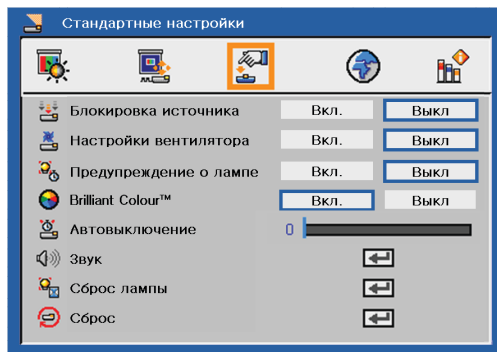 Стандартные настройки
Блокировка источника Вкл. Выкл
Настройки вентилятора Вкл. Выкл
Предупреждение о лампе Вкл. Выкл
Brilliant Colour™ Вкл. Выкл
Автовыключение 0
Звук
Сброс лампы
Сброс